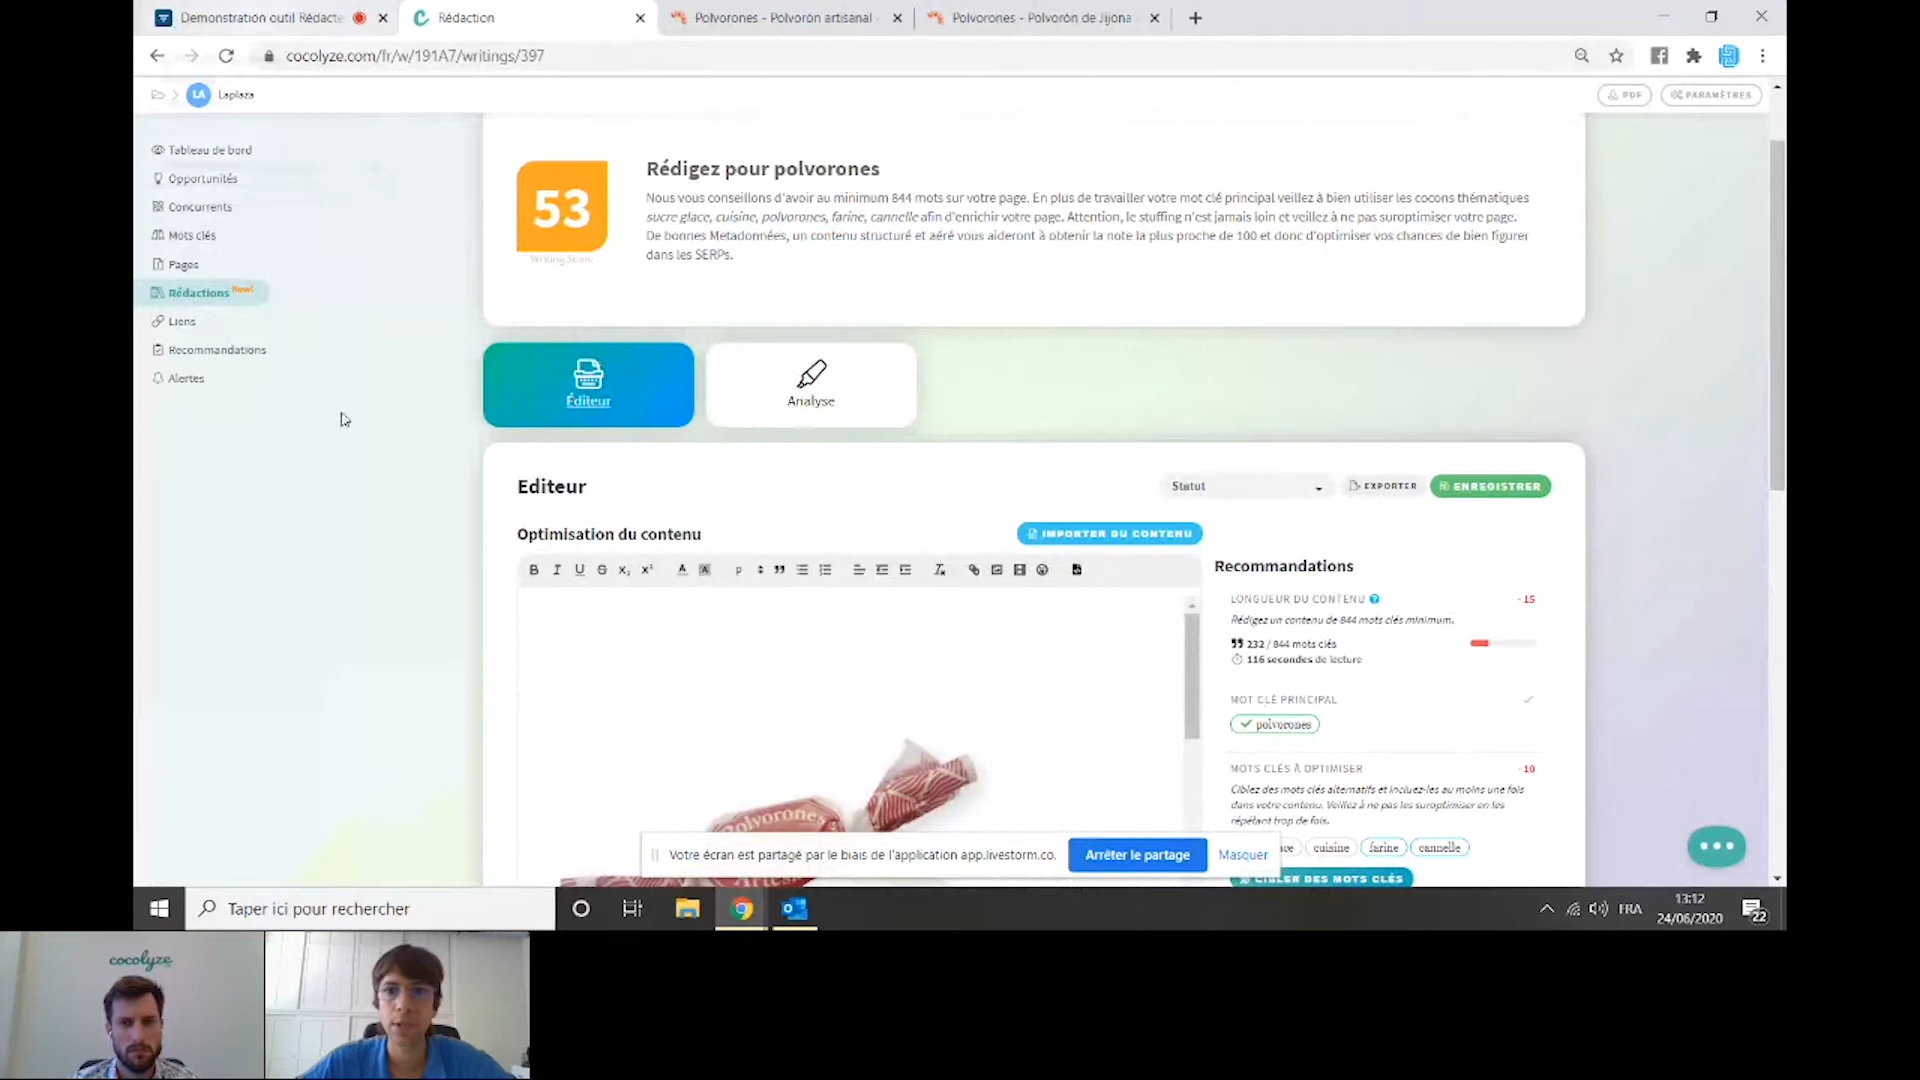 Demonstration outil Rédacte
Rédaction
Polvorones - Polvorón artisanal
Polvorones - Polvorón de Jijona
cocolyze.com/fr/w/191A7/writings/397
LA Laplaza
PDF
PARAMÈTRES
Tableau de bord
Opportunités
Concurrents
Mots clés
Pages
Rédactions New!
Liens
Recommandations
Alertes
53
Writing Score
Rédigez pour polvorones
Nous vous conseillons d'avoir au minimum 844 mots sur votre page. En plus de travailler votre mot clé principal veillez à bien utiliser les cocons thématiques
sucre glace, cuisine, polvorones, farine, cannelle afin d'enrichir votre page. Attention, le stuffing n'est jamais loin et veillez à ne pas suroptimiser votre page.
De bonnes Metadonnées, un contenu structuré et aéré vous aideront à obtenir la note la plus proche de 100 et donc d'optimiser vos chances de bien figurer
dans les SERPs.
Éditeur
Analyse
Editeur
Statut
EXPORTER
ENREGISTRER
Optimisation du contenu
IMPORTER DU CONTENU
Recommandations
LONGUEUR DU CONTENU ? - 15
Rédigez un contenu de 844 mots clés minimum.
232 / 844 mots clés
116 secondes de lecture
MOT CLÉ PRINCIPAL
polvorones
MOTS CLÉS À OPTIMISER - 10
Ciblez des mots clés alternatifs et incluez-les au moins une fois
dans votre contenu. Veillez à ne pas suroptimiser en les
répétant trop de fois.
cuisine farine cannelle
CIBLER DES MOTS CLÉS
Polvorones
Votre écran est partagé par le biais de l'application app.livestorm.co.
Arrêter le partage
Masquer
Taper ici pour rechercher
FRA
13:12
24/06/2020
22
cocolyze